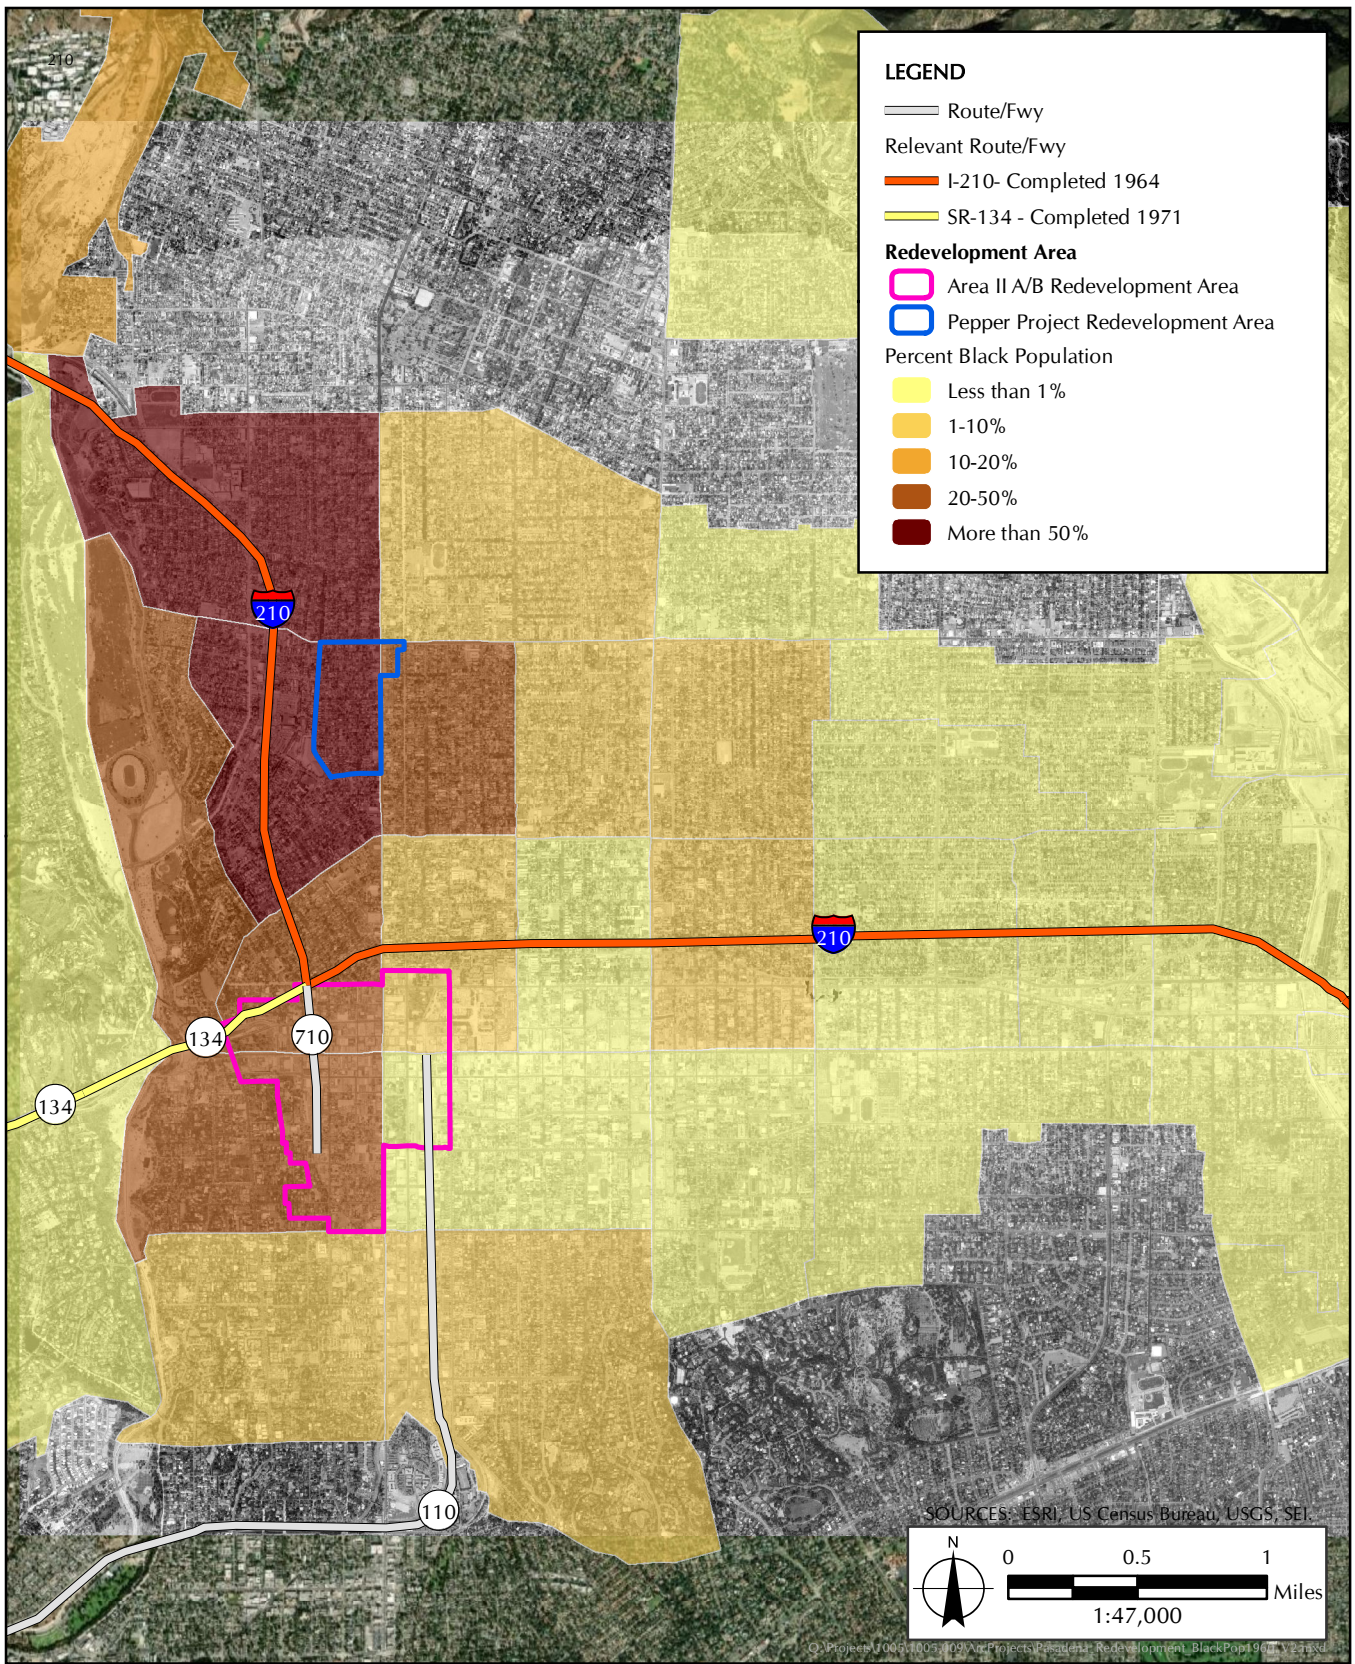 210
LEGEND
Route/Fwy
Relevant Route/Fwy
I-210- Completed 1964
SR-134 - Completed 1971
Redevelopment Area
Area II A/B Redevelopment Area
Pepper Project Redevelopment Area
Percent Black Population
Less than 1%
1-10%
10-20%
20-50%
More than 50%
210
210
134
710
134
110
SOURCES: ESRI, US Census Bureau, USGS, SEI.
N
0 0.5 1
Miles
1:47,000